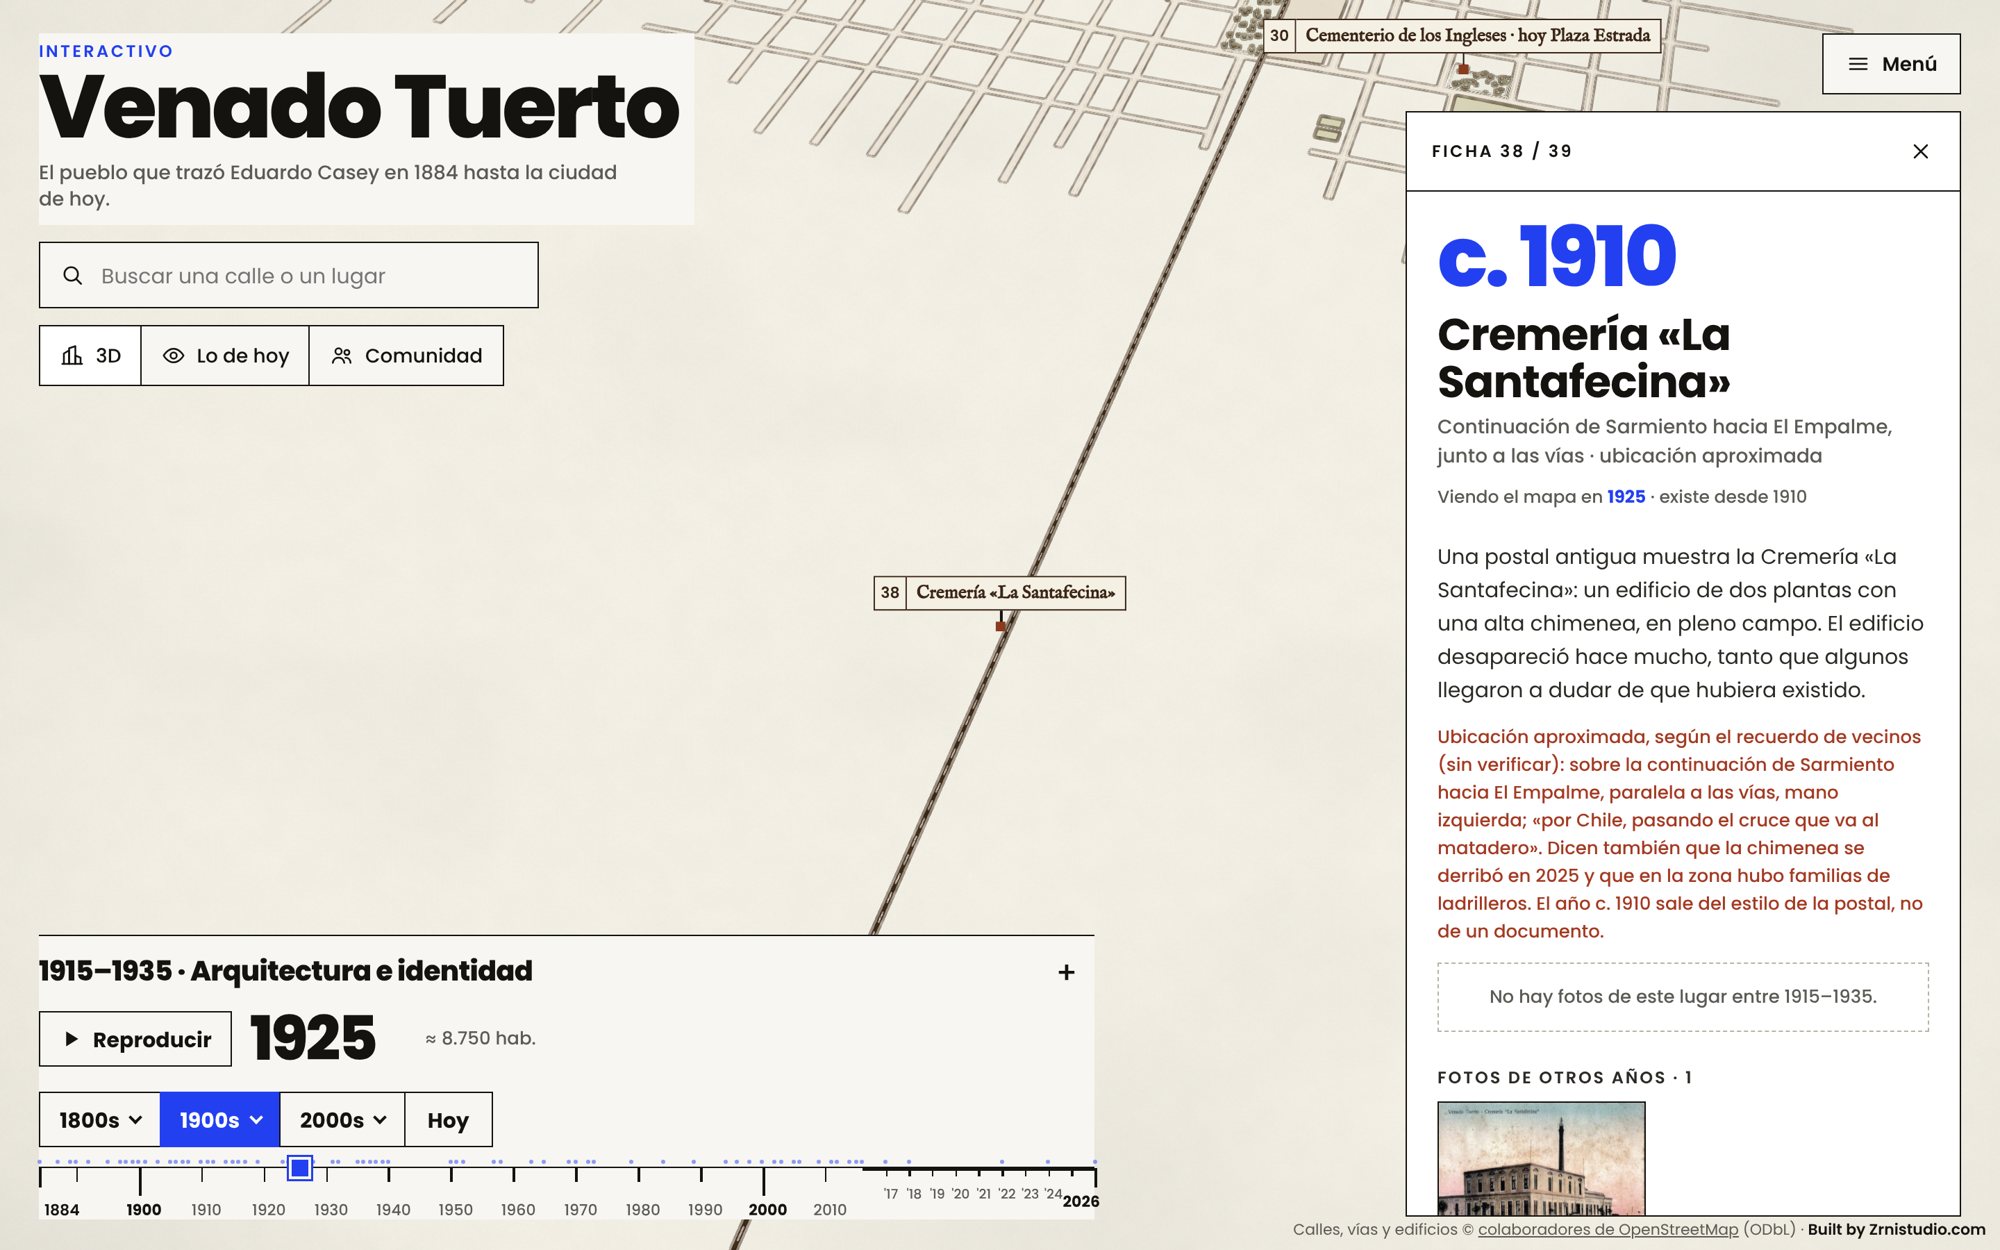 INTERACTIVO
Venado Tuerto
El pueblo que trazó Eduardo Casey en 1884 hasta la ciudad
de hoy.
Buscar una calle o un lugar
3D
Lo de hoy
Comunidad
30 Cementerio de los Ingleses · hoy Plaza Estrada
Menú
38 Cremería «La Santafecina»
FICHA 38 / 39
c. 1910
Cremería «La
Santafecina»
Continuación de Sarmiento hacia El Empalme,
junto a las vías · ubicación aproximada
Viendo el mapa en 1925 · existe desde 1910
Una postal antigua muestra la Cremería «La
Santafecina»: un edificio de dos plantas con
una alta chimenea, en pleno campo. El edificio
desapareció hace mucho, tanto que algunos
llegaron a dudar de que hubiera existido.
Ubicación aproximada, según el recuerdo de vecinos
(sin verificar): sobre la continuación de Sarmiento
hacia El Empalme, paralela a las vías, mano
izquierda; «por Chile, pasando el cruce que va al
matadero». Dicen también que la chimenea se
derribó en 2025 y que en la zona hubo familias de
ladrilleros. El año c. 1910 sale del estilo de la postal, no
de un documento.
No hay fotos de este lugar entre 1915–1935.
FOTOS DE OTROS AÑOS · 1
Venado Tuerto - Cremería "La Santafecina"
1915–1935 · Arquitectura e identidad
+
Reproducir
1925
≈ 8.750 hab.
1800s
1900s
2000s
Hoy
1884 1900 1910 1920 1930 1940 1950 1960 1970 1980 1990 2000 2010 '17 '18 '19 '20 '21 '22 '23 '24 2026
Calles, vías y edificios © colaboradores de OpenStreetMap (ODbL) · Built by Zrnistudio.com